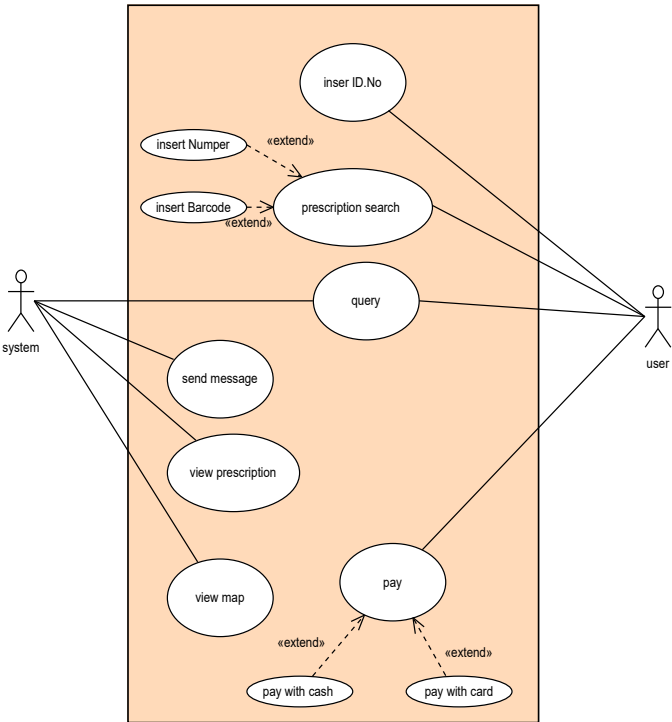 inser ID.No
insert Numper
«extend»
insert Barcode
«extend»
prescription search
query
system
user
send message
view prescription
view map
pay
«extend»
«extend»
pay with cash
pay with card